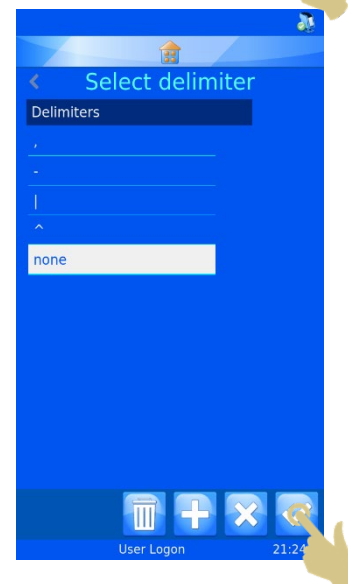 Select delimiter
Delimiters
,
-
|
^
none
User Logon
21:24